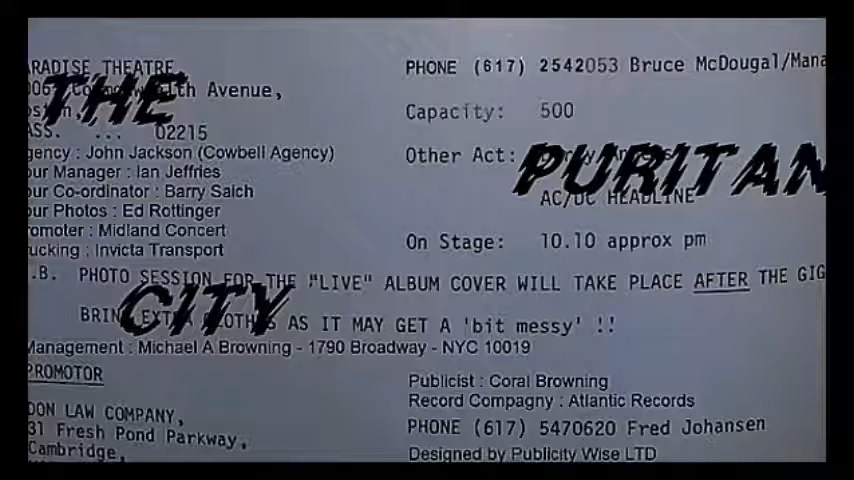 ARADISE THEATRE
PHONE (617) 2542053 Bruce McDougal/Mana
THE
Avenue,
Capacity: 500
ASS. ... 02215
gency : John Jackson (Cowbell Agency)
Other Act:
PURITAN
our Manager : Ian Jeffries
our Co-ordinator : Barry Saich
AC/DC HEADLINE
our Photos : Ed Rottinger
omoter : Midland Concert
On Stage: 10.10 approx pm
ucking : Invicta Transport
.B. PHOTO SESSION FOR THE "LIVE" ALBUM COVER WILL TAKE PLACE AFTER THE GIG
CITY
BRING EXTRA CLOTHES AS IT MAY GET A 'bit messy' !!
Management : Michael A Browning - 1790 Broadway - NYC 10019
PROMOTOR
Publicist : Coral Browning
Record Compagny : Atlantic Records
DON LAW COMPANY,
PHONE (617) 5470620 Fred Johansen
31 Fresh Pond Parkway,
Cambridge,
Designed by Publicity Wise LTD